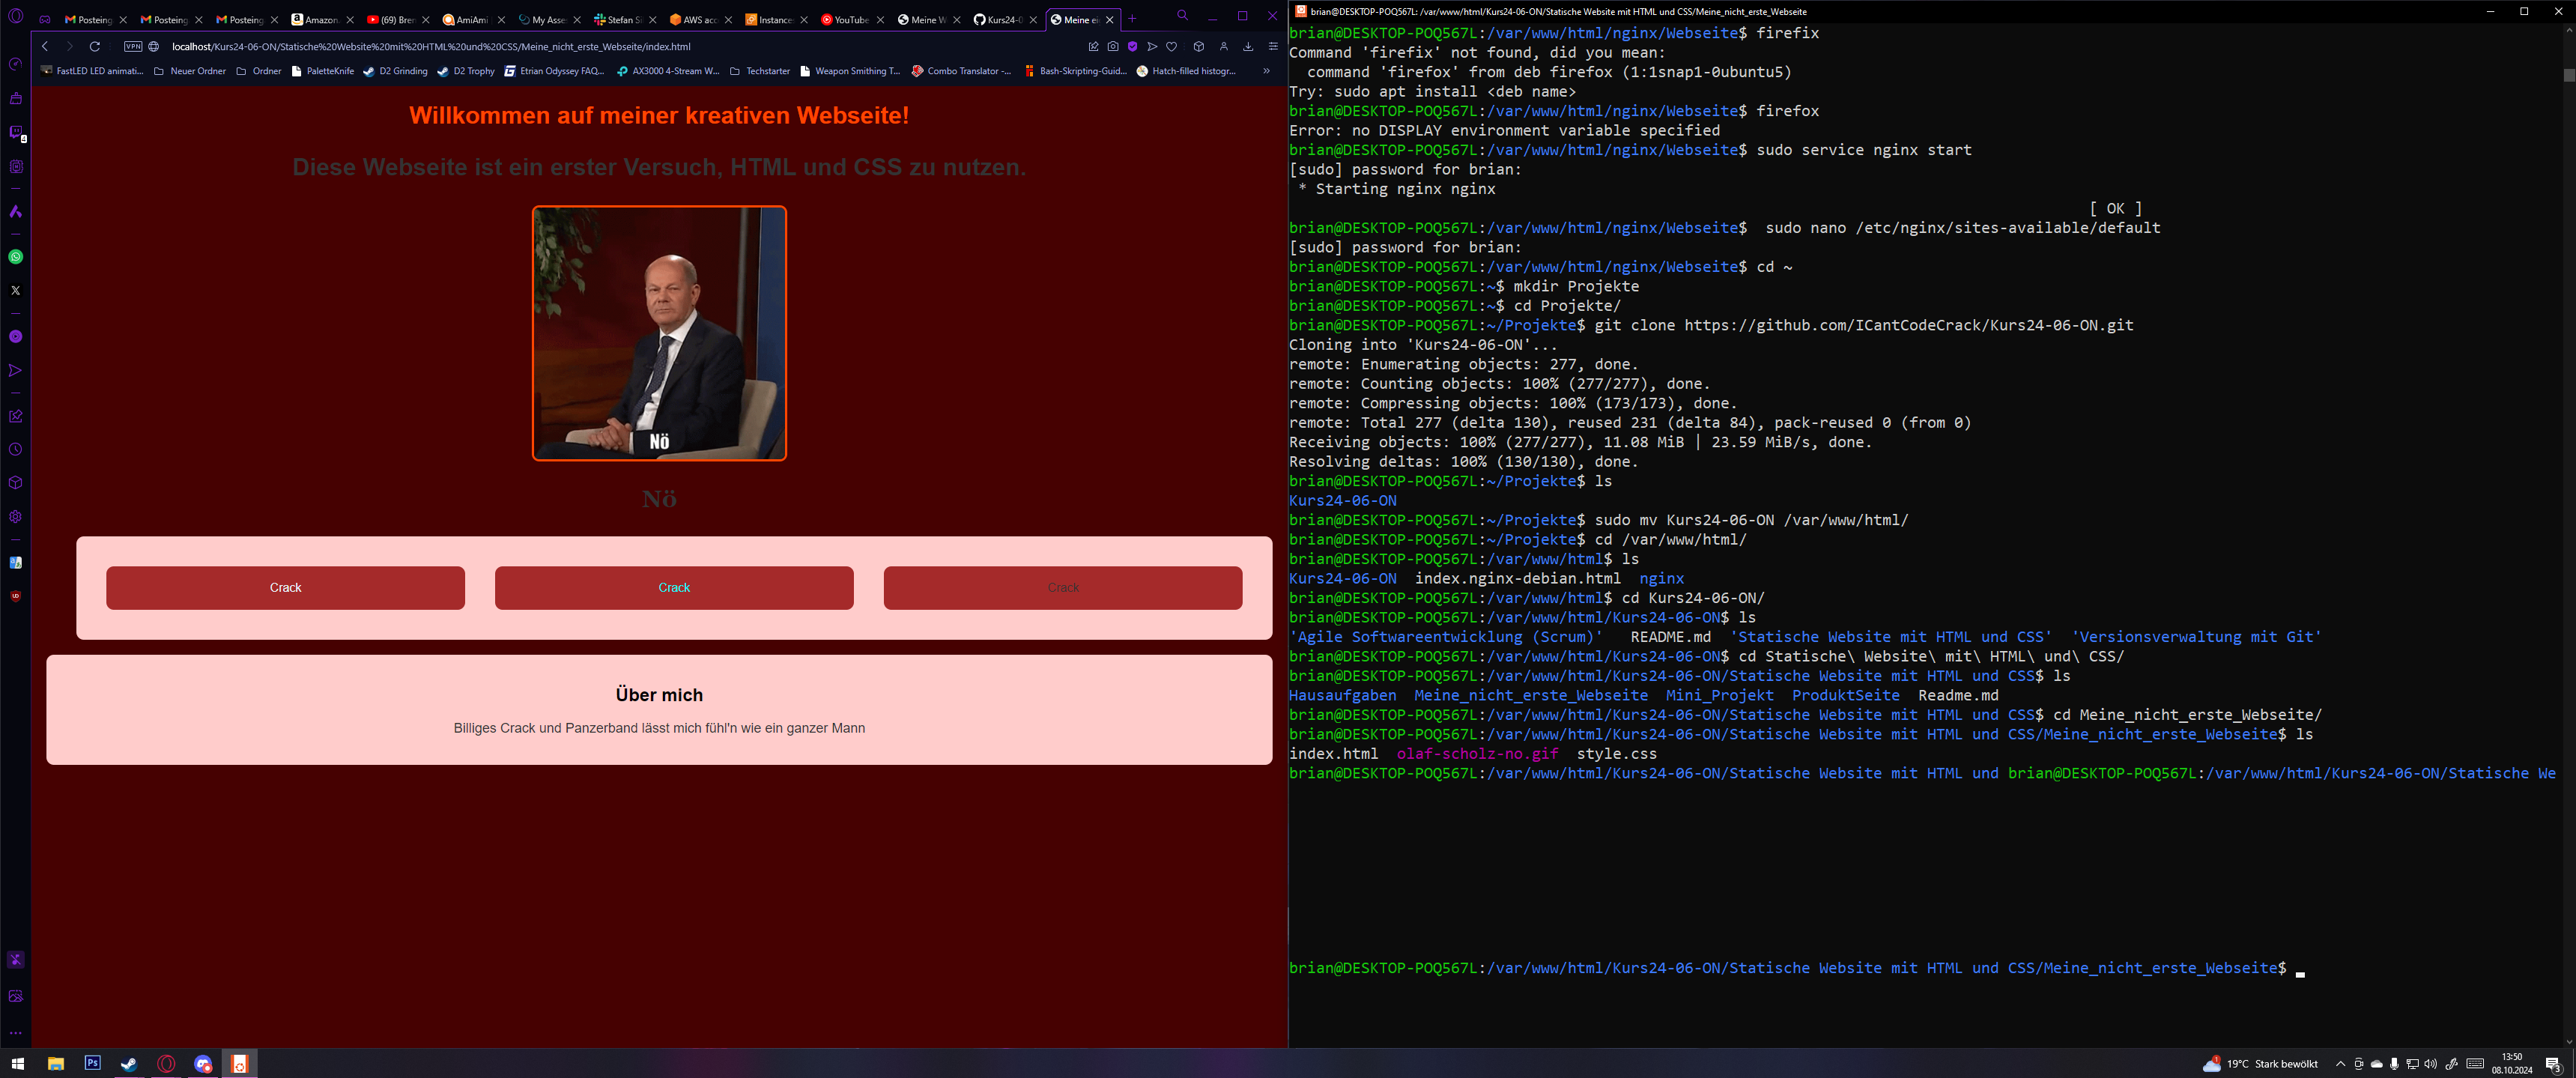 Posteing
Posteing
Posteing
Amazon.
(69) Bren
AmiAmi
My Asse
Stefan S
AWS acc
Instance
YouTube
Meine W
Kurs24-0
Meine ei
VPN
localhost/Kurs24-06-ON/Statische%20Website%20mit%20HTML%20und%20CSS/Meine_nicht_erste_Webseite/index.html
FastLED LED animati...
Neuer Ordner
Ordner
PaletteKnife
D2 Grinding
D2 Trophy
Etrian Odyssey FAQ...
AX3000 4-Stream W...
Techstarter
Weapon Smithing T...
Combo Translator -...
Bash-Skripting-Guid...
Hatch-filled histogr...
»
Willkommen auf meiner kreativen Webseite!
Diese Webseite ist ein erster Versuch, HTML und CSS zu nutzen.
Nö
Nö
Crack
Crack
Crack
Über mich
Billiges Crack und Panzerband lässt mich fühl'n wie ein ganzer Mann
brian@DESKTOP-POQ567L: /var/www/html/Kurs24-06-ON/Statische Website mit HTML und CSS/Meine_nicht_erste_Webseite
brian@DESKTOP-POQ567L:/var/www/html/nginx/Webseite$ firefix
Command 'firefix' not found, did you mean:
command 'firefox' from deb firefox (1:1snap1-0ubuntu5)
Try: sudo apt install <deb name>
brian@DESKTOP-POQ567L:/var/www/html/nginx/Webseite$ firefox
Error: no DISPLAY environment variable specified
brian@DESKTOP-POQ567L:/var/www/html/nginx/Webseite$ sudo service nginx start
[sudo] password for brian:
* Starting nginx nginx
[ OK ]
brian@DESKTOP-POQ567L:/var/www/html/nginx/Webseite$  sudo nano /etc/nginx/sites-available/default
[sudo] password for brian:
brian@DESKTOP-POQ567L:/var/www/html/nginx/Webseite$ cd ~
brian@DESKTOP-POQ567L:~$ mkdir Projekte
brian@DESKTOP-POQ567L:~$ cd Projekte/
brian@DESKTOP-POQ567L:~/Projekte$ git clone https://github.com/ICantCodeCrack/Kurs24-06-ON.git
Cloning into 'Kurs24-06-ON'...
remote: Enumerating objects: 277, done.
remote: Counting objects: 100% (277/277), done.
remote: Compressing objects: 100% (173/173), done.
remote: Total 277 (delta 130), reused 231 (delta 84), pack-reused 0 (from 0)
Receiving objects: 100% (277/277), 11.08 MiB | 23.59 MiB/s, done.
Resolving deltas: 100% (130/130), done.
brian@DESKTOP-POQ567L:~/Projekte$ ls
Kurs24-06-ON
brian@DESKTOP-POQ567L:~/Projekte$ sudo mv Kurs24-06-ON /var/www/html/
brian@DESKTOP-POQ567L:~/Projekte$ cd /var/www/html/
brian@DESKTOP-POQ567L:/var/www/html$ ls
Kurs24-06-ON  index.nginx-debian.html  nginx
brian@DESKTOP-POQ567L:/var/www/html$ cd Kurs24-06-ON/
brian@DESKTOP-POQ567L:/var/www/html/Kurs24-06-ON$ ls
'Agile Softwareentwicklung (Scrum)'   README.md  'Statische Website mit HTML und CSS'  'Versionsverwaltung mit Git'
brian@DESKTOP-POQ567L:/var/www/html/Kurs24-06-ON$ cd Statische\ Website\ mit\ HTML\ und\ CSS/
brian@DESKTOP-POQ567L:/var/www/html/Kurs24-06-ON/Statische Website mit HTML und CSS$ ls
Hausaufgaben  Meine_nicht_erste_Webseite  Mini_Projekt  ProduktSeite  Readme.md
brian@DESKTOP-POQ567L:/var/www/html/Kurs24-06-ON/Statische Website mit HTML und CSS$ cd Meine_nicht_erste_Webseite/
brian@DESKTOP-POQ567L:/var/www/html/Kurs24-06-ON/Statische Website mit HTML und CSS/Meine_nicht_erste_Webseite$ ls
index.html  olaf-scholz-no.gif  style.css
brian@DESKTOP-POQ567L:/var/www/html/Kurs24-06-ON/Statische Website mit HTML und brian@DESKTOP-POQ567L:/var/www/html/Kurs24-06-ON/Statische We
brian@DESKTOP-POQ567L:/var/www/html/Kurs24-06-ON/Statische Website mit HTML und CSS/Meine_nicht_erste_Webseite$
Ps
19°C  Stark bewölkt
13:50
08.10.2024